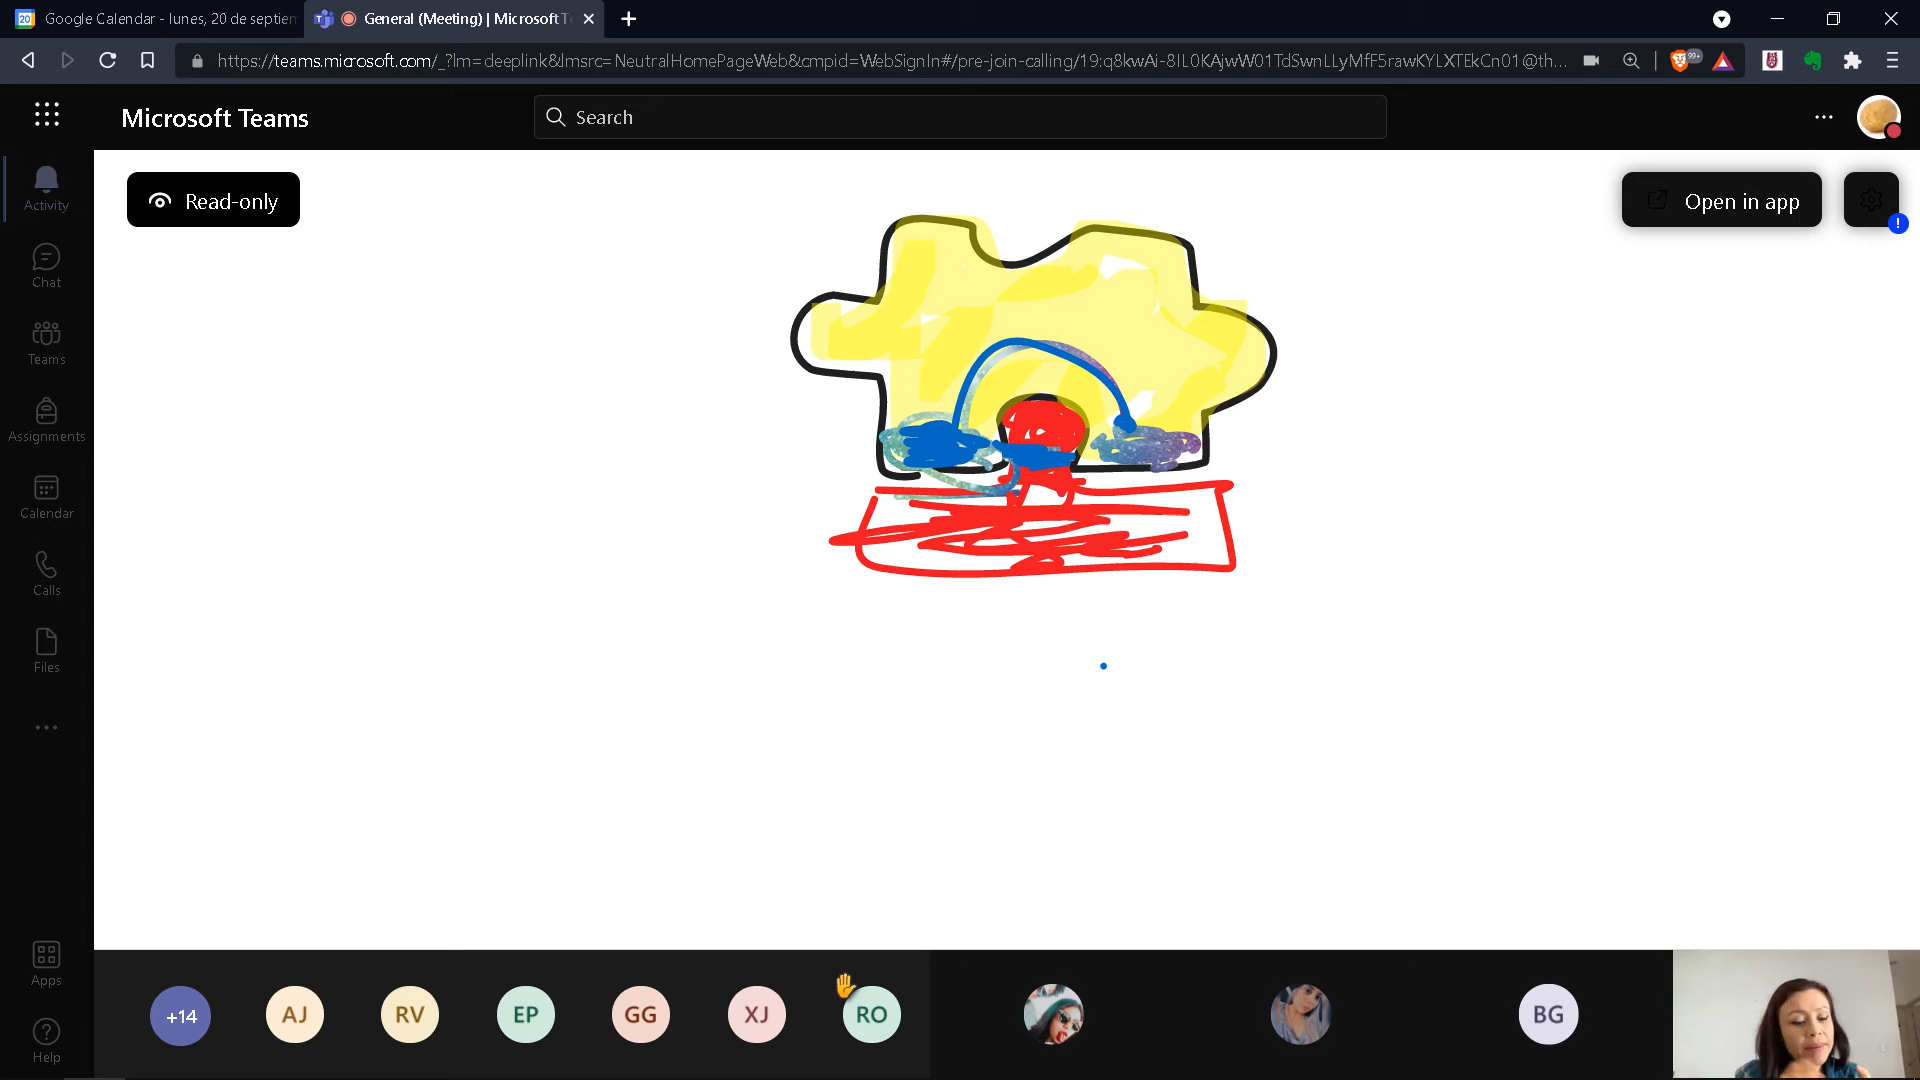 Google Calendar - lunes, 20 de septiem
General (Meeting) | Microsoft T
https://teams.microsoft.com/_?lm=deeplink&lmsrc=NeutralHomePageWeb&cmpid=WebSignIn#/pre-join-calling/19:q8kwAi-8IL0KAjwW01TdSwnLLyMfF5rawKYLXTEkCn01@th...
99+
Microsoft Teams
Search
Activity
Chat
Teams
Assignments
Calendar
Calls
Files
Apps
Help
Read-only
Open in app
!
+14
AJ
RV
EP
GG
XJ
RO
BG